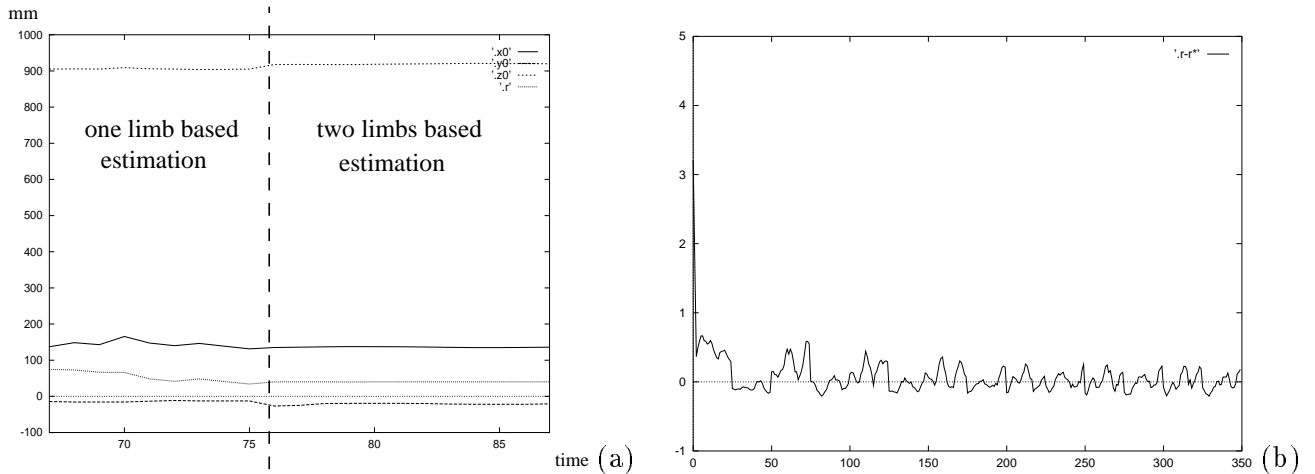 mm
1000
900
800
700
600
500
400
300
200
100
0
-100
70
75
80
85
time
'.x0'
'.y0'
'.z0'
'.r'
one limb based
estimation
two limbs based
estimation
(a)
5
4
3
2
1
0
-1
0
50
100
150
200
250
300
350
'.r-r*'
(b)